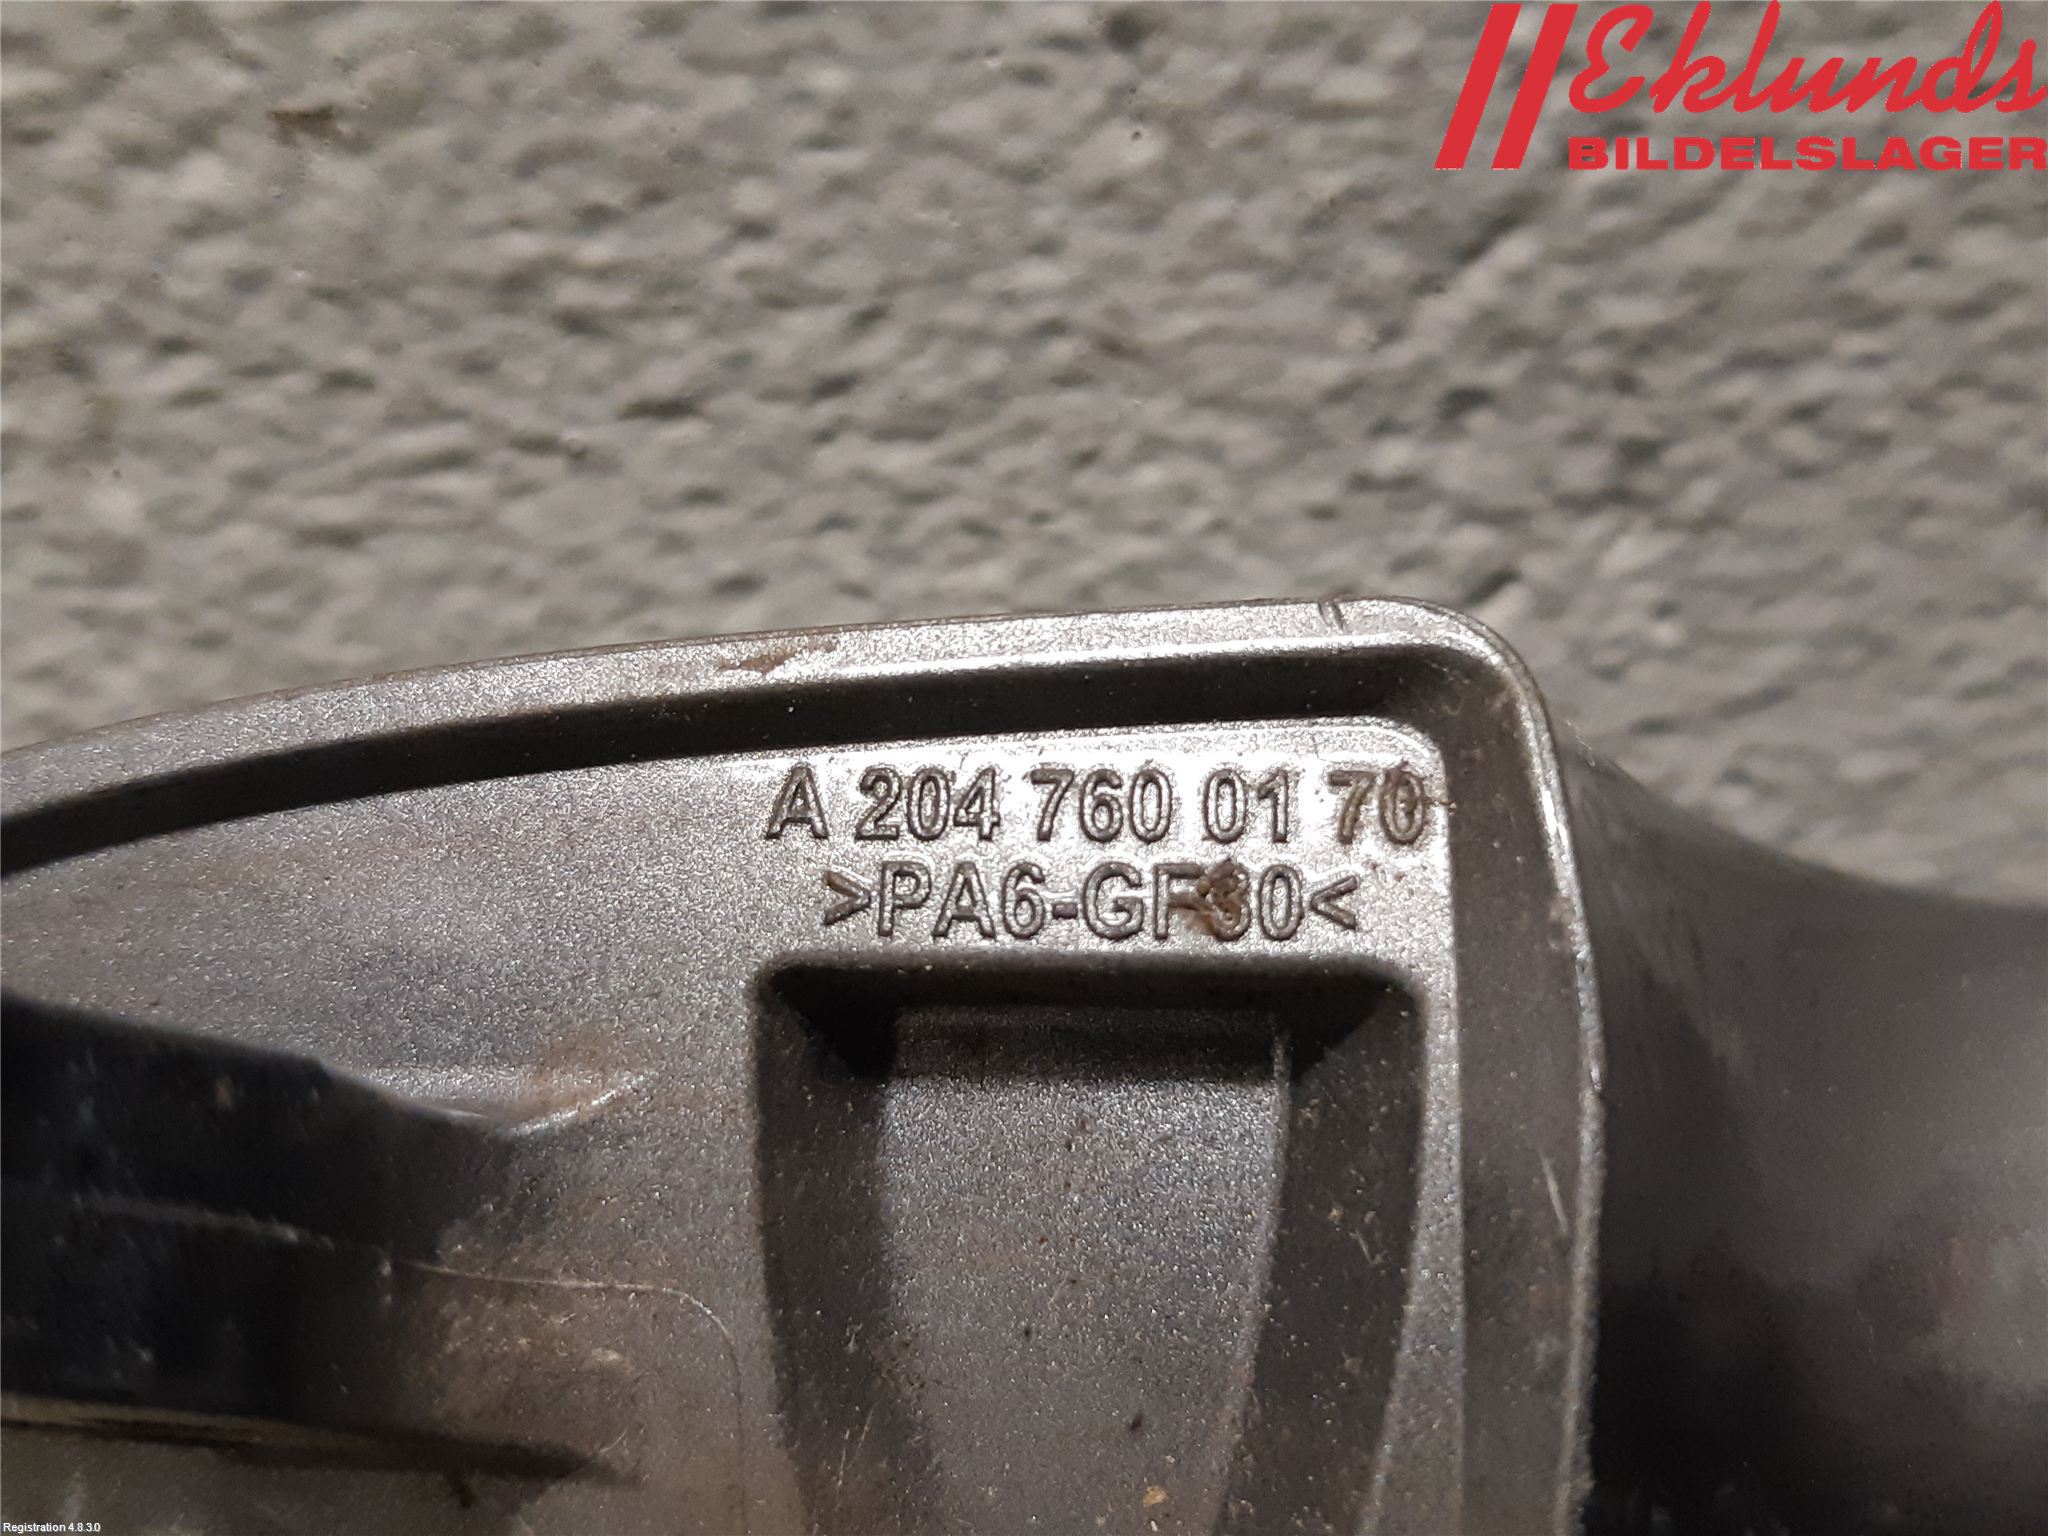 Eklunds
BILDELSLAGER
A 204 760 01 70
>PA6-GF30<
Registration 4.8.3.0